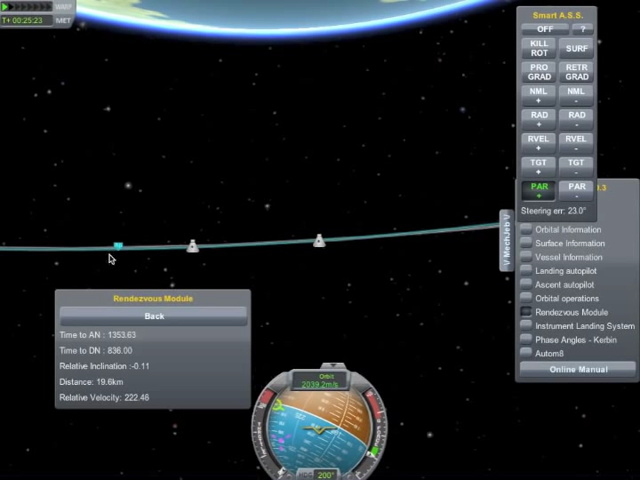 WARP
T+ 00:25:23 MET
Smart A.S.S.
OFF ?
KILL ROT SURF
PRO GRAD RETR GRAD
NML + NML -
RAD + RAD -
RVEL + RVEL -
TGT + TGT -
PAR + PAR -
Steering err: 23.0°
V MechJeb V
Orbital Information
Surface Information
Vessel Information
Landing autopilot
Ascent autopilot
Orbital operations
Rendezvous Module
Instrument Landing System
Phase Angles - Kerbin
Autom8
Online Manual
Rendezvous Module
Back
Time to AN : 1353.63
Time to DN : 836.00
Relative Inclination :-0.11
Distance: 19.6km
Relative Velocity: 222.46
Orbit
2039.2m/s
200°